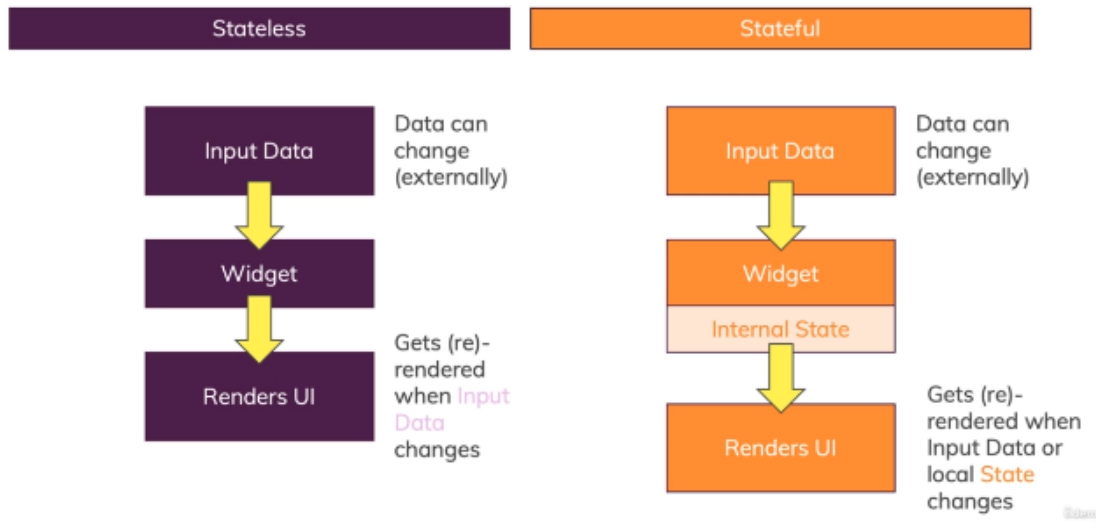 Stateless
Input Data
Data can
change
(externally)
Widget
Renders UI
Gets (re)-
rendered
when Input
Data
changes
Stateful
Input Data
Data can
change
(externally)
Widget
Internal State
Renders UI
Gets (re)-
rendered when
Input Data or
local State
changes